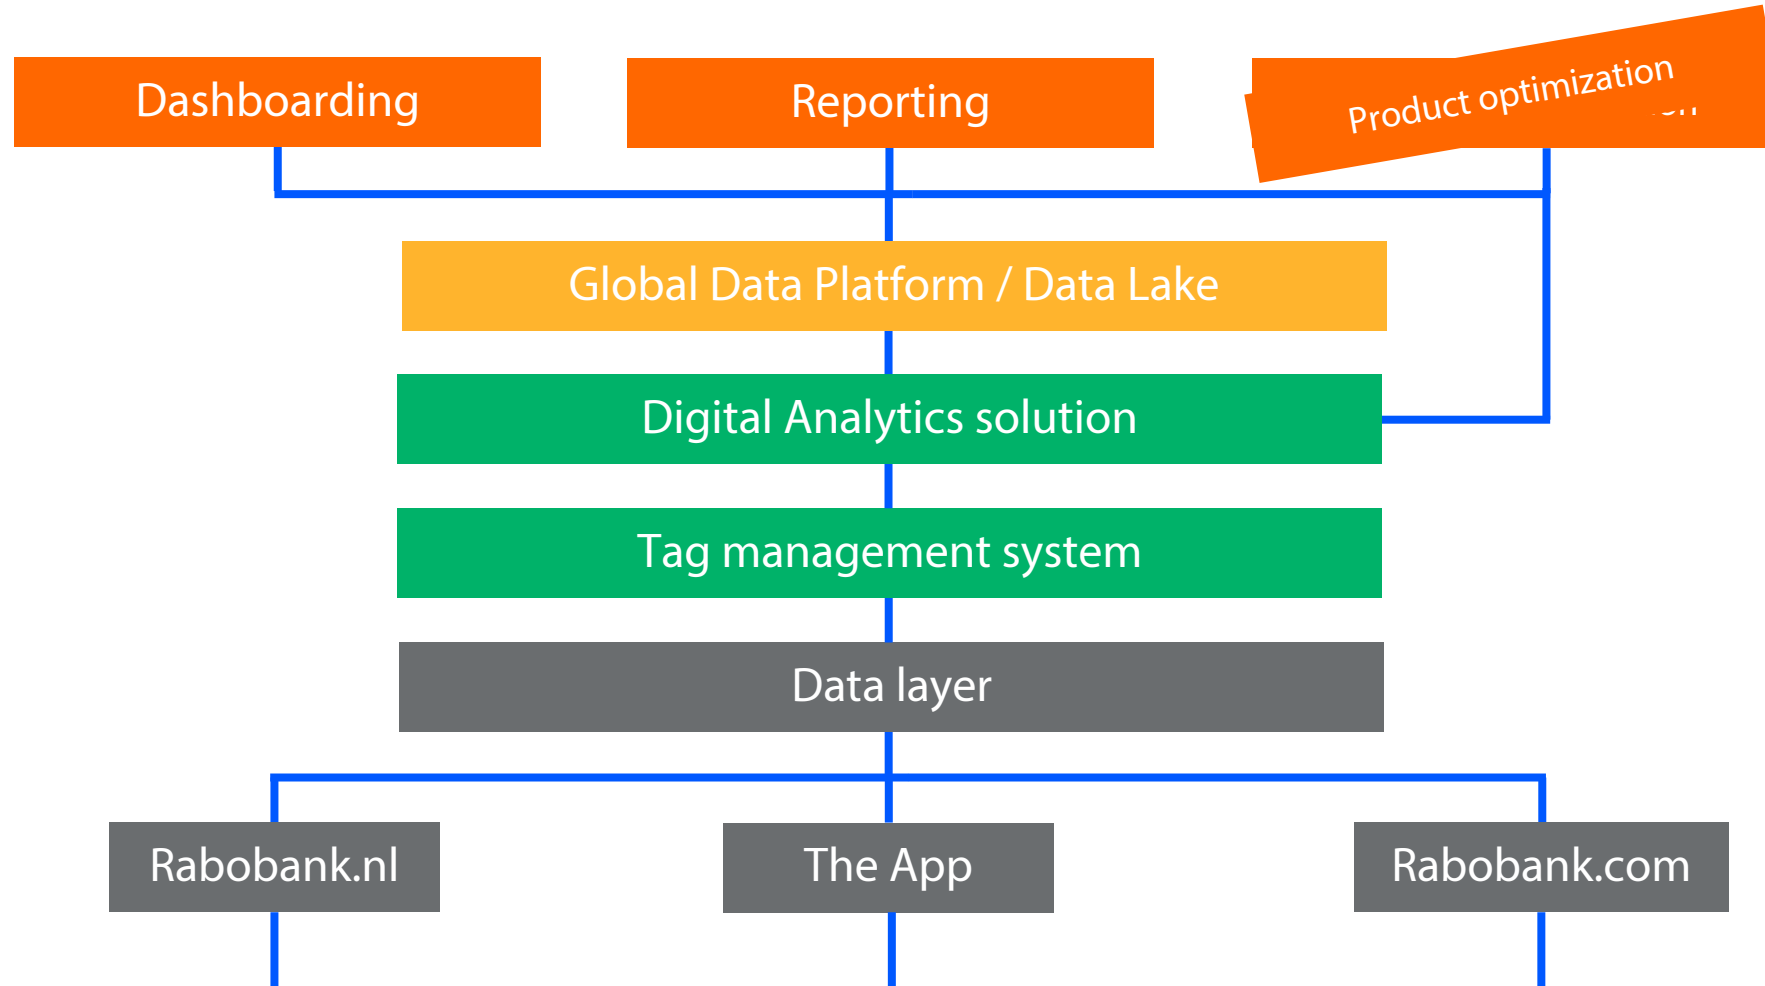 Dashboarding
Reporting
Product optimization
Global Data Platform / Data Lake
Digital Analytics solution
Tag management system
Data layer
Rabobank.nl
The App
Rabobank.com